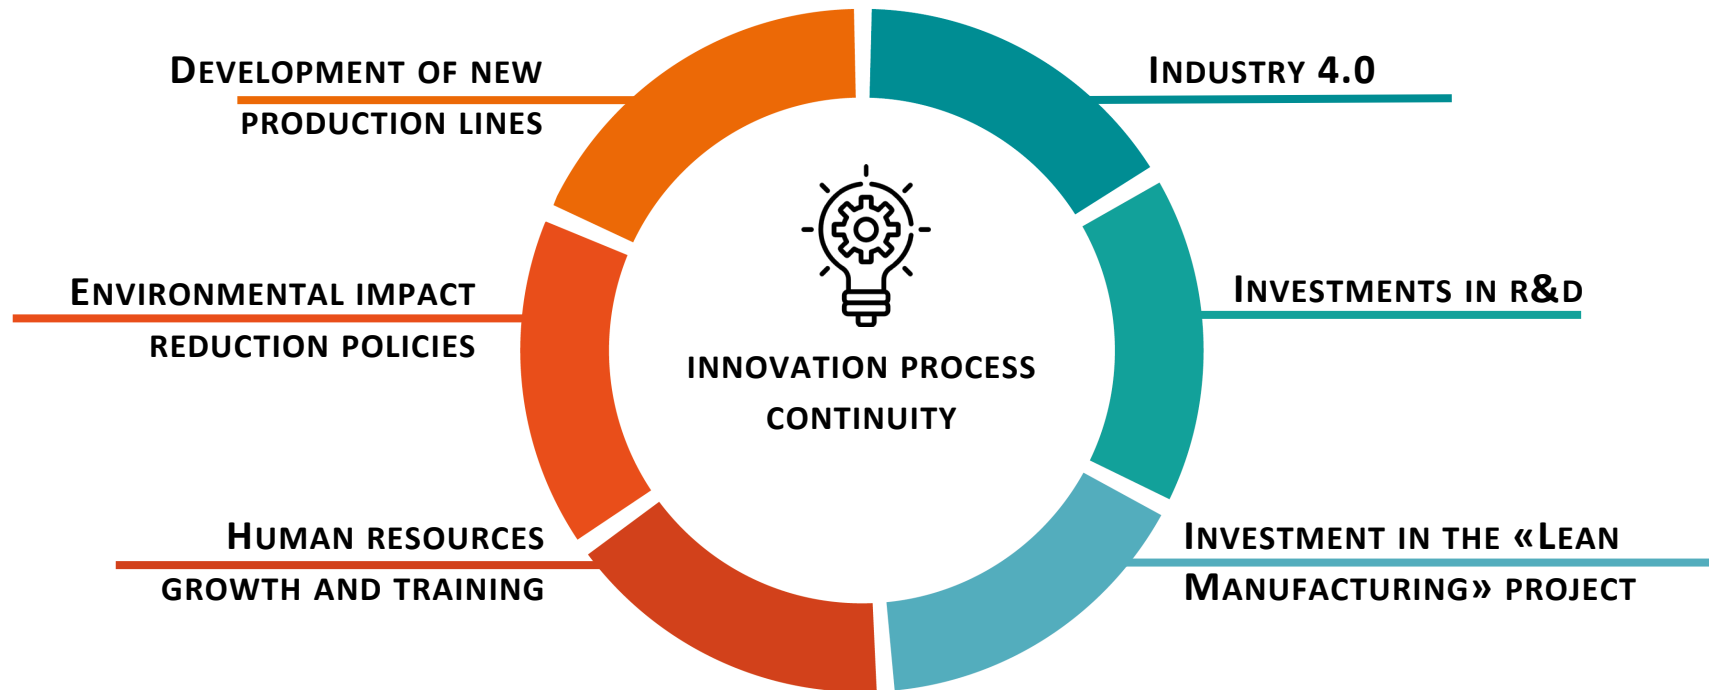 Development of new
production lines
Industry 4.0
Environmental impact
reduction policies
Investments in r&d
innovation process
continuity
Human resources
growth and training
Investment in the «Lean
Manufacturing» project